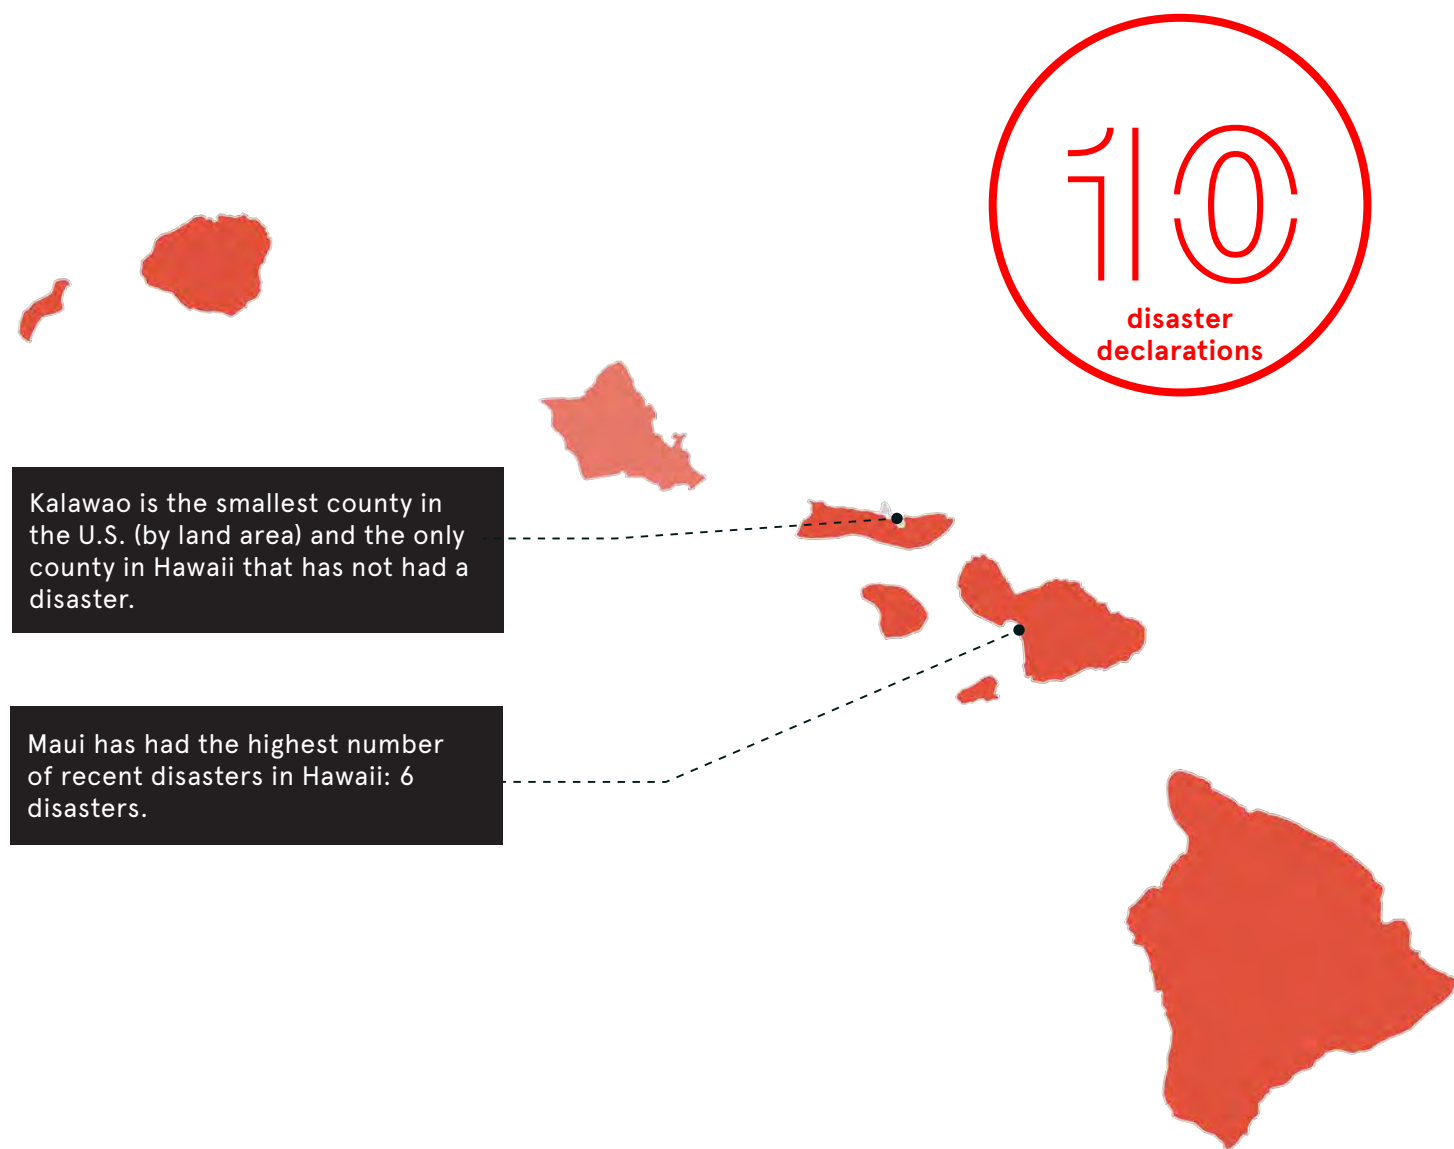 10
disaster
declarations
Kalawao is the smallest county in
the U.S. (by land area) and the only
county in Hawaii that has not had a
disaster.
Maui has had the highest number
of recent disasters in Hawaii: 6
disasters.